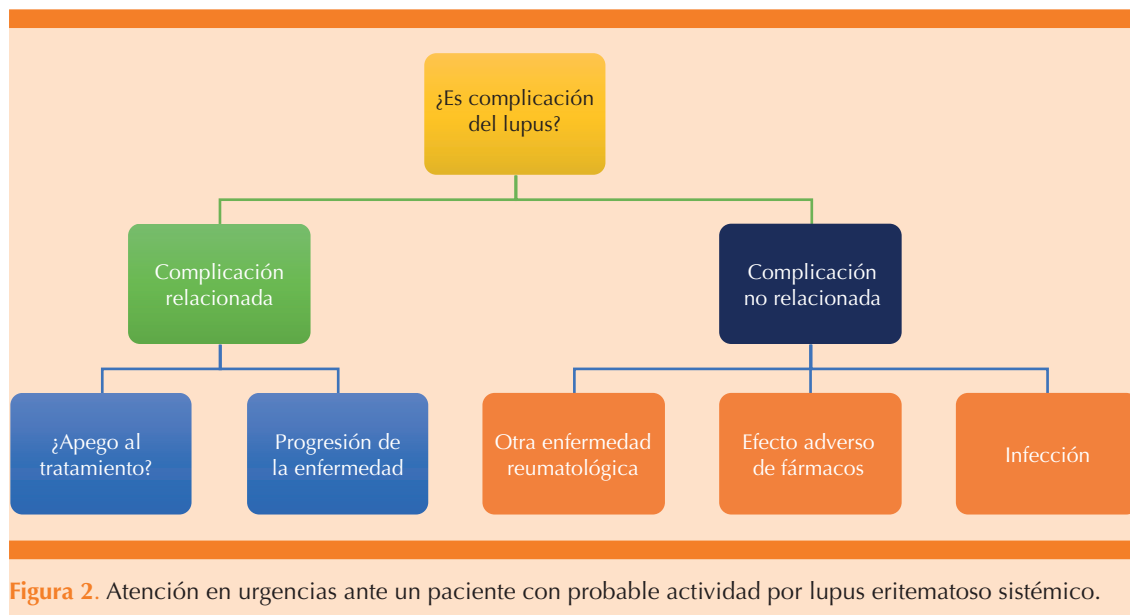 ¿Es complicación
del lupus?
Complicación
relacionada
Complicación
no relacionada
¿Apego al
tratamiento?
Progresión de
la enfermedad
Otra enfermedad
reumatológica
Efecto adverso
de fármacos
Infección
Figura 2. Atención en urgencias ante un paciente con probable actividad por lupus eritematoso sistémico.